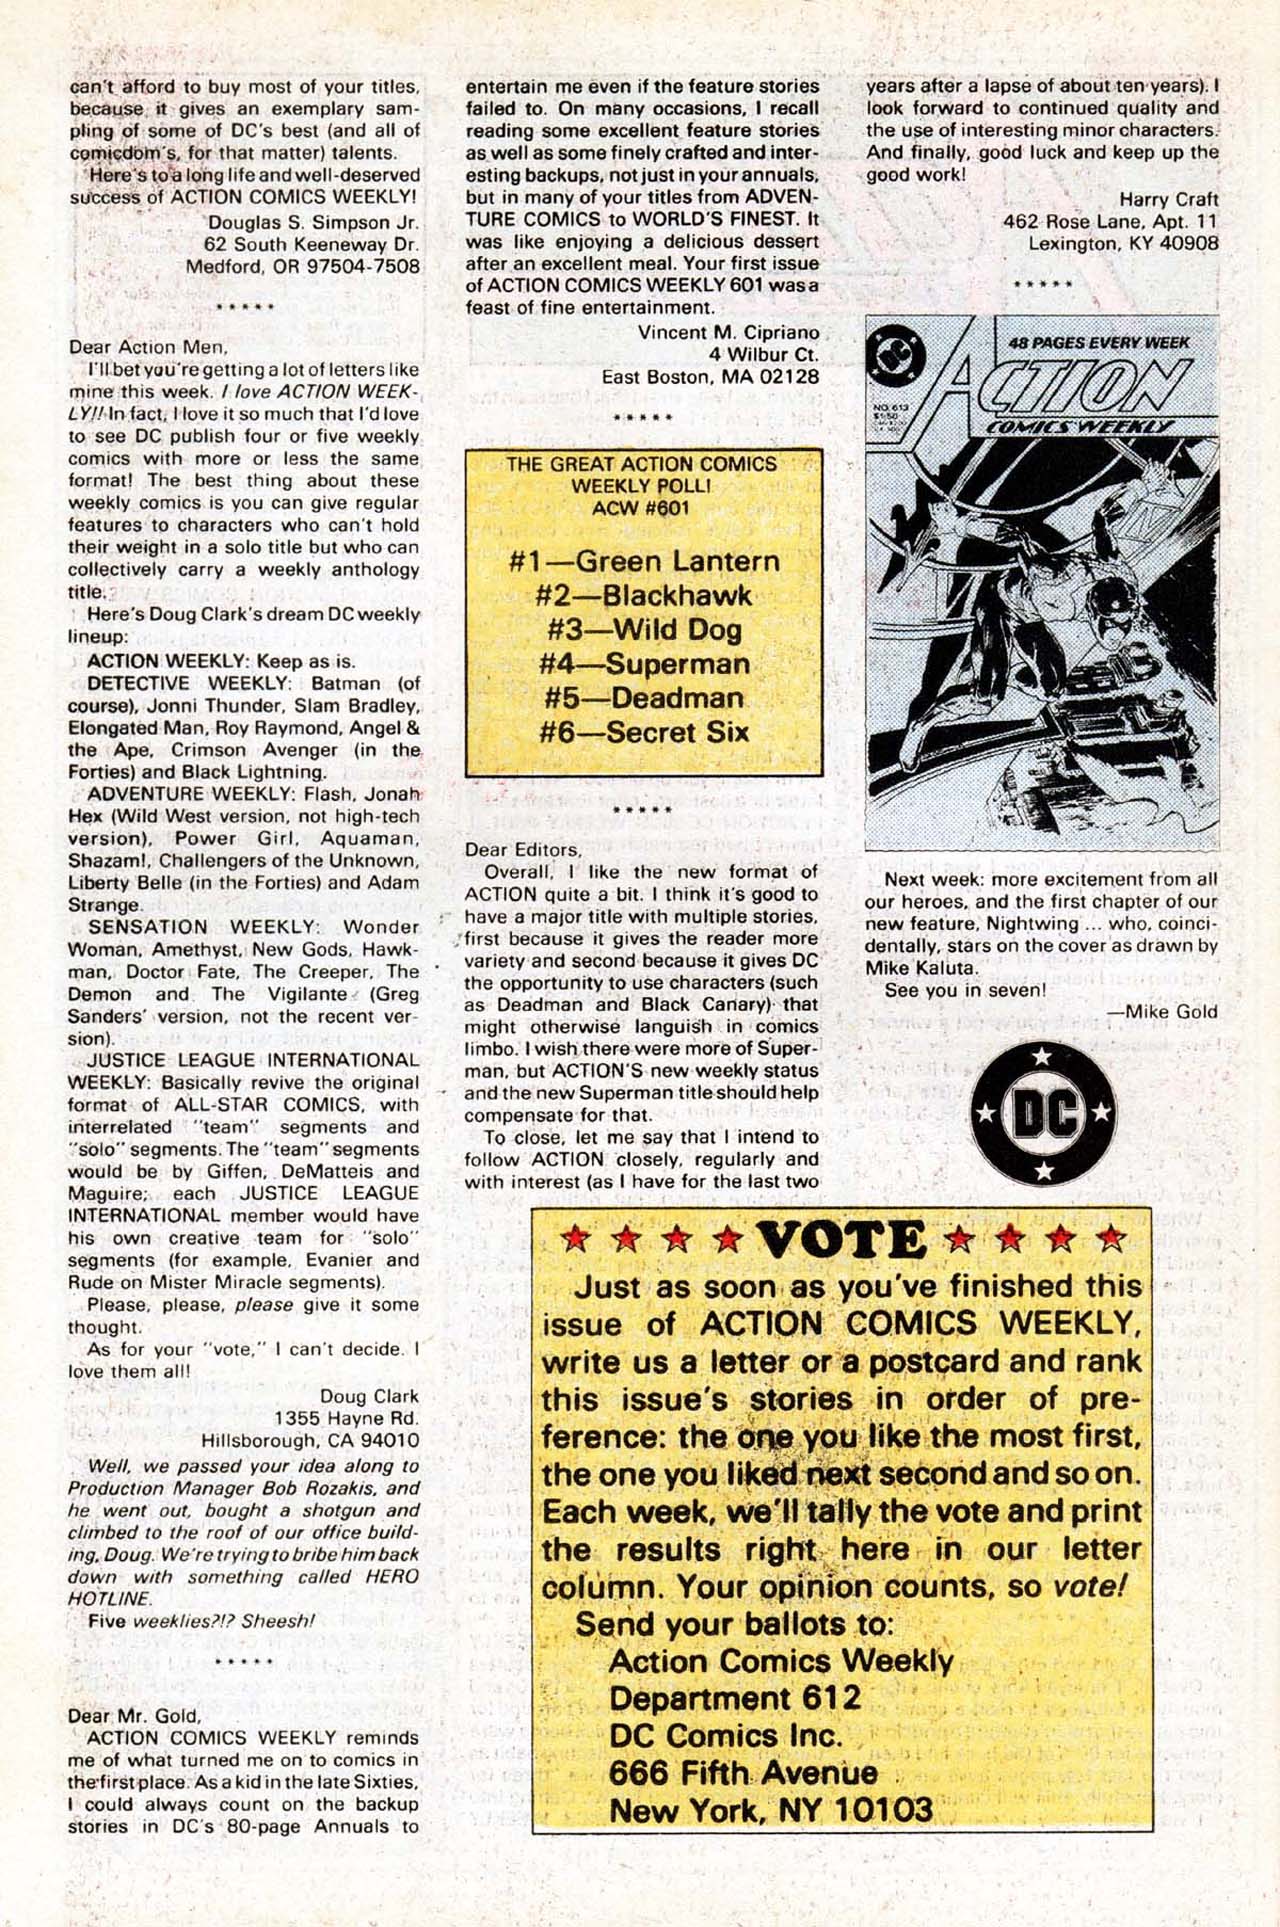 can't afford to buy most of your titles,
because it gives an exemplary sam-
pling of some of DC's best (and all of
comicdom's, for that matter) talents.
Here's to a long life and well-deserved
success of ACTION COMICS WEEKLY!
Douglas S. Simpson Jr.
62 South Keeneway Dr.
Medford, OR 97504-7508
* * * * *
Dear Action Men,
I'll bet you're getting a lot of letters like
mine this week. I love ACTION WEEK-
LY!! In fact, I love it so much that I'd love
to see DC publish four or five weekly
comics with more or less the same
format! The best thing about these
weekly comics is you can give regular
features to characters who can't hold
their weight in a solo title but who can
collectively carry a weekly anthology
title.
Here's Doug Clark's dream DC weekly
lineup:
ACTION WEEKLY: Keep as is.
DETECTIVE WEEKLY: Batman (of
course), Jonni Thunder, Slam Bradley,
Elongated Man, Roy Raymond, Angel &
the Ape, Crimson Avenger (in the
Forties) and Black Lightning.
ADVENTURE WEEKLY: Flash, Jonah
Hex (Wild West version, not high-tech
version), Power Girl, Aquaman,
Shazam!, Challengers of the Unknown,
Liberty Belle (in the Forties) and Adam
Strange.
SENSATION WEEKLY: Wonder
Woman, Amethyst, New Gods, Hawk-
man, Doctor Fate, The Creeper, The
Demon and The Vigilante (Greg
Sanders' version, not the recent ver-
sion).
JUSTICE LEAGUE INTERNATIONAL
WEEKLY: Basically revive the original
format of ALL-STAR COMICS, with
interrelated "team" segments and
"solo" segments. The "team" segments
would be by Giffen, DeMatteis and
Maguire; each JUSTICE LEAGUE
INTERNATIONAL member would have
his own creative team for "solo"
segments (for example, Evanier and
Rude on Mister Miracle segments).
Please, please, please give it some
thought.
As for your "vote," I can't decide. I
love them all!
Doug Clark
1355 Hayne Rd.
Hillsborough, CA 94010
Well, we passed your idea along to
Production Manager Bob Rozakis, and
he went out, bought a shotgun and
climbed to the roof of our office build-
ing, Doug. We're trying to bribe him back
down with something called HERO
HOTLINE.
Five weeklies?!? Sheesh!
* * * * *
Dear Mr. Gold,
ACTION COMICS WEEKLY reminds
me of what turned me on to comics in
the first place. As a kid in the late Sixties,
I could always count on the backup
stories in DC's 80-page Annuals to
entertain me even if the feature stories
failed to. On many occasions, I recall
reading some excellent feature stories
as well as some finely crafted and inter-
esting backups, not just in your annuals,
but in many of your titles from ADVEN-
TURE COMICS to WORLD'S FINEST. It
was like enjoying a delicious dessert
after an excellent meal. Your first issue
of ACTION COMICS WEEKLY 601 was a
feast of fine entertainment.
Vincent M. Cipriano
4 Wilbur Ct.
East Boston, MA 02128
* * * * *
THE GREAT ACTION COMICS
WEEKLY POLL!
ACW #601
#1—Green Lantern
#2—Blackhawk
#3—Wild Dog
#4—Superman
#5—Deadman
#6—Secret Six
* * * * *
Dear Editors,
Overall, I like the new format of
ACTION quite a bit. I think it's good to
have a major title with multiple stories,
first because it gives the reader more
variety and second because it gives DC
the opportunity to use characters (such
as Deadman and Black Canary) that
might otherwise languish in comics
limbo. I wish there were more of Super-
man, but ACTION'S new weekly status
and the new Superman title should help
compensate for that.
To close, let me say that I intend to
follow ACTION closely, regularly and
with interest (as I have for the last two
years after a lapse of about ten years). I
look forward to continued quality and
the use of interesting minor characters.
And finally, good luck and keep up the
good work!
Harry Craft
462 Rose Lane, Apt. 11
Lexington, KY 40908
* * * * *
DC
48 PAGES EVERY WEEK
ACTION
COMICS WEEKLY
NO. 613
$1.50
Next week: more excitement from all
our heroes, and the first chapter of our
new feature, Nightwing ... who, coinci-
dentally, stars on the cover as drawn by
Mike Kaluta.
See you in seven!
—Mike Gold
DC
VOTE
Just as soon as you've finished this
issue of ACTION COMICS WEEKLY,
write us a letter or a postcard and rank
this issue's stories in order of pre-
ference: the one you like the most first,
the one you liked next second and so on.
Each week, we'll tally the vote and print
the results right here in our letter
column. Your opinion counts, so vote!
Send your ballots to:
Action Comics Weekly
Department 612
DC Comics Inc.
666 Fifth Avenue
New York, NY 10103